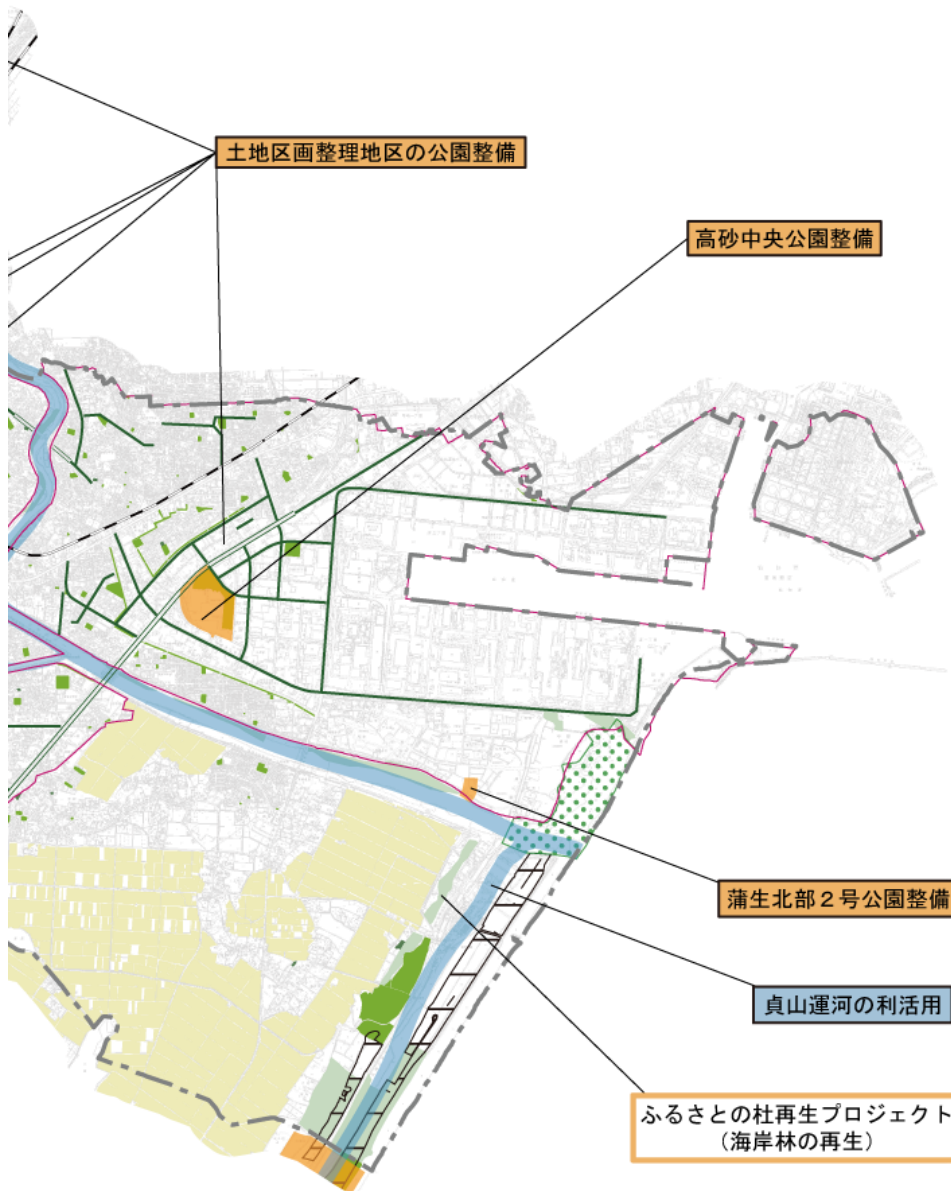 土地区画整理地区の公園整備
高砂中央公園整備
蒲生北部２号公園整備
貞山運河の利活用
ふるさとの杜再生プロジェクト
（海岸林の再生）